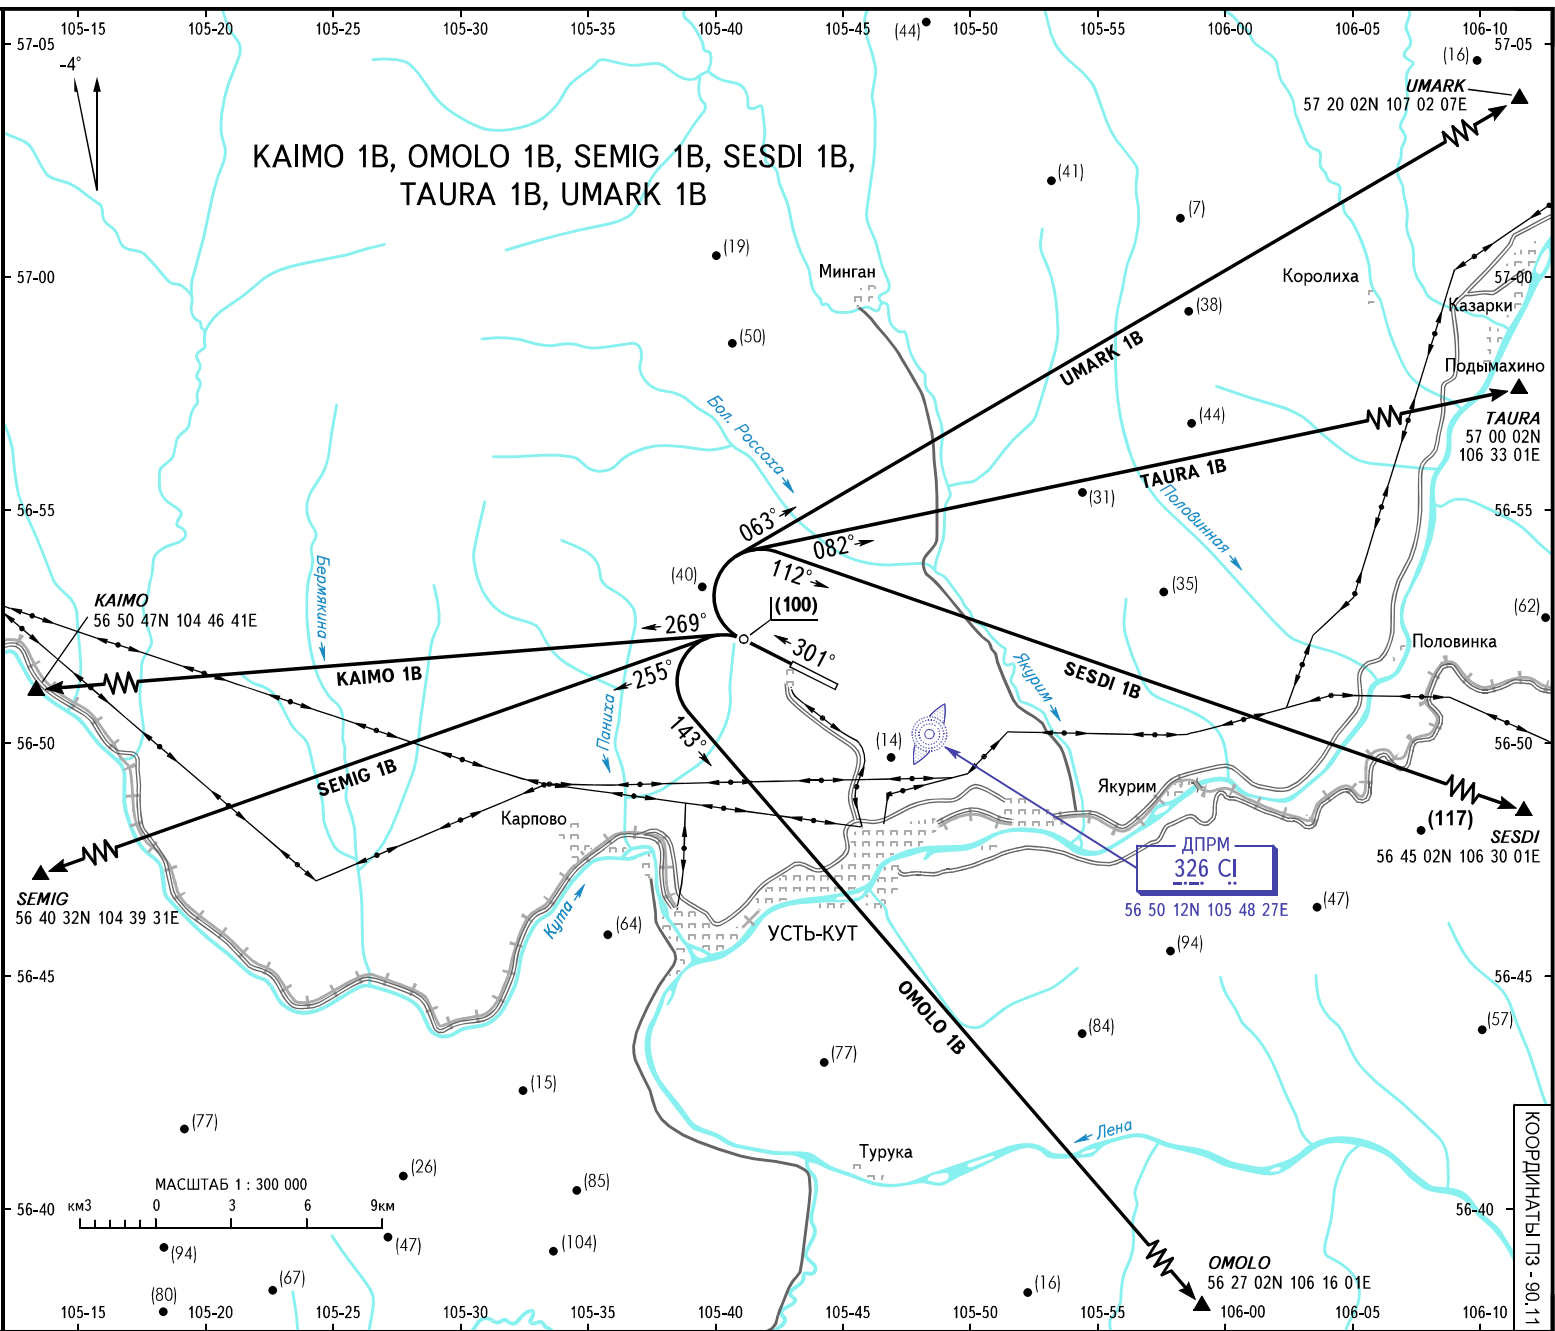 105-15 105-20 105-25 105-30 105-35 105-40 105-45 105-50 105-55 106-00 106-05 106-10
(44)
57-05 57-05
-4°
(16)
UMARK
57 20 02N 107 02 07E
KAIMO 1B, OMOLO 1B, SEMIG 1B, SESDI 1B,
TAURA 1B, UMARK 1B
(41)
(7)
(19)
Минган
Королиха
57-00 57-00
Казарки
(38)
(50)
UMARK 1B
Подымахино
Бол. Россоха
(44)
TAURA
57 00 02N
106 33 01E
TAURA 1B
(31)
Половинная
56-55 56-55
063°
082°
112°
Бермякина
(40)
(35)
KAIMO
56 50 47N 104 46 41E
(100)
(62)
269°
301°
Половинка
KAIMO 1B
255°
Якурим
SESDI 1B
Паниха
143°
56-50 56-50
(14)
SEMIG 1B
Якурим
Карпово
(117)
SESDI
56 45 02N 106 30 01E
ДПРМ
326 CI
56 50 12N 105 48 27E
SEMIG
56 40 32N 104 39 31E
Кута
(64)
УСТЬ-КУТ
(47)
(94)
56-45 56-45
OMOLO 1B
(57)
(84)
(77)
(15)
(77)
Лена
Турука
(26)
(85)
МАСШТАБ 1 : 300 000
км3 0 3 6 9км
56-40 56-40
(94)
(47)
(104)
OMOLO
56 27 02N 106 16 01E
(67)
(80)
(16)
105-15 105-20 105-25 105-30 105-35 105-40 105-45 105-50 105-55 106-00 106-05 106-10
КООРДИНАТЫ ПЗ - 90.11